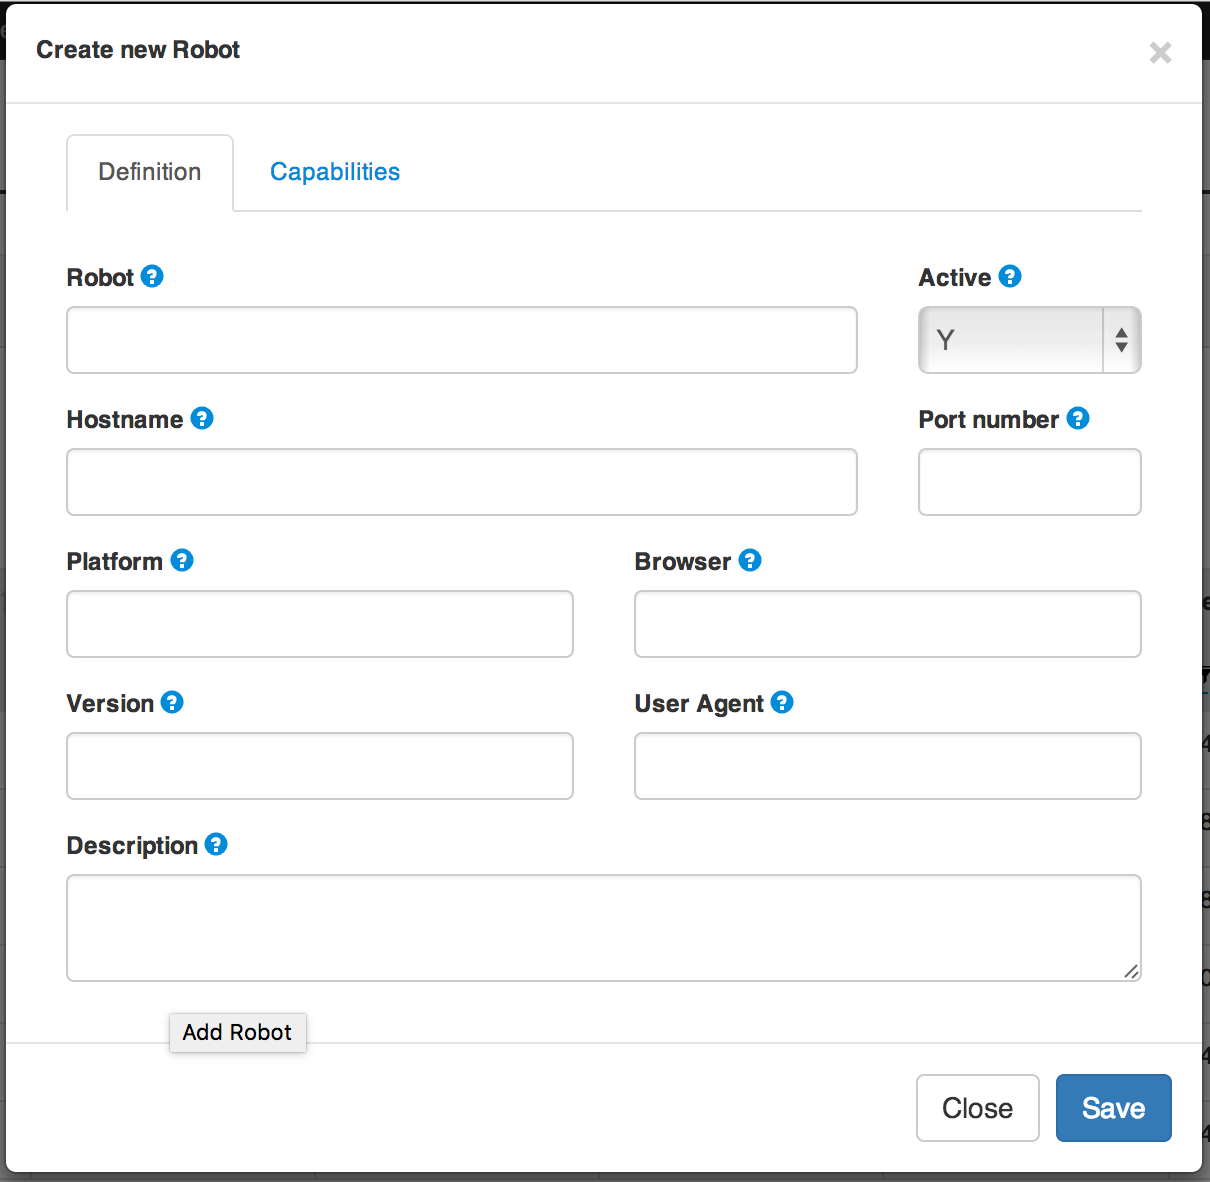 Create new Robot
Definition Capabilities
Robot Active
Y
Hostname Port number
Platform Browser
Version User Agent
Description
Add Robot
Close Save